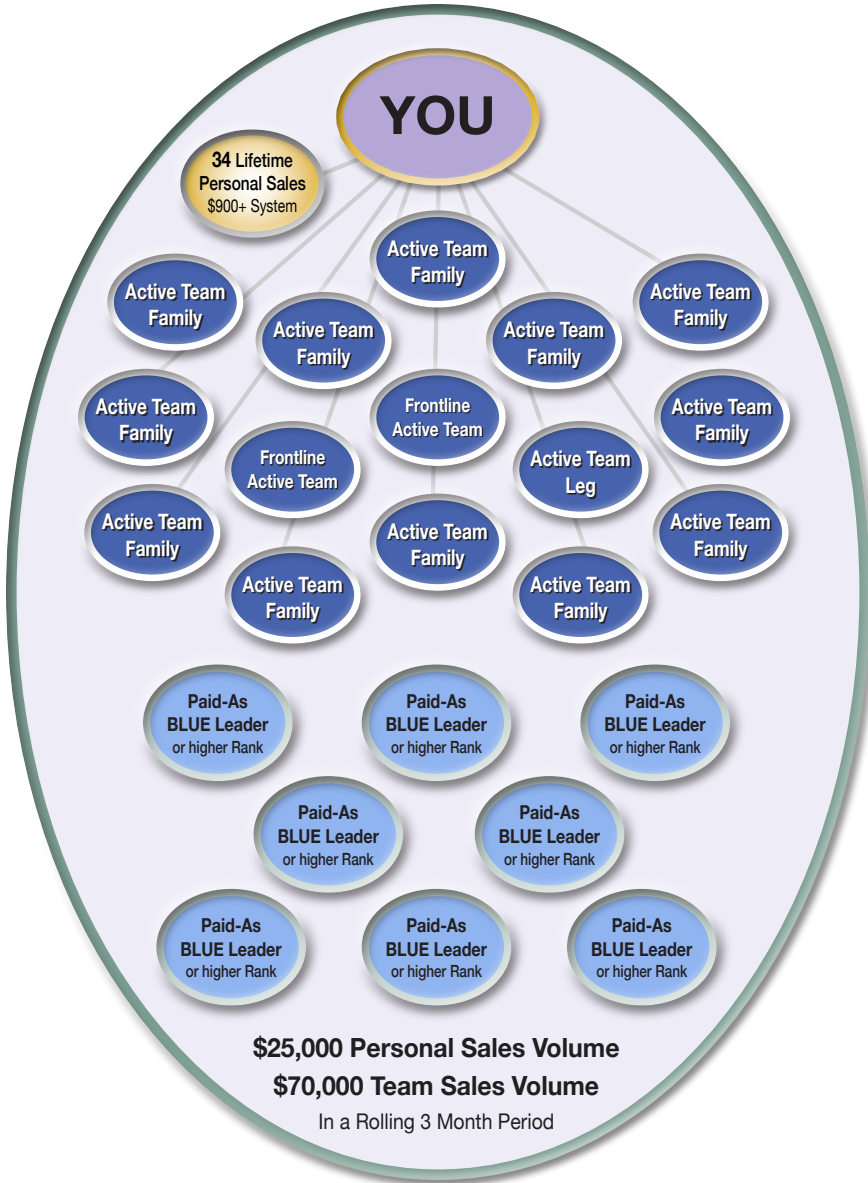 YOU
34 Lifetime
Personal Sales
$900+ System
Active Team
Family
Active Team
Family
Active Team
Family
Active Team
Family
Active Team
Family
Active Team
Family
Frontline
Active Team
Active Team
Family
Frontline
Active Team
Active Team
Leg
Active Team
Family
Active Team
Family
Active Team
Family
Active Team
Family
Active Team
Family
Paid-As
BLUE Leader
or higher Rank
Paid-As
BLUE Leader
or higher Rank
Paid-As
BLUE Leader
or higher Rank
Paid-As
BLUE Leader
or higher Rank
Paid-As
BLUE Leader
or higher Rank
Paid-As
BLUE Leader
or higher Rank
Paid-As
BLUE Leader
or higher Rank
Paid-As
BLUE Leader
or higher Rank
$25,000 Personal Sales Volume
$70,000 Team Sales Volume
In a Rolling 3 Month Period